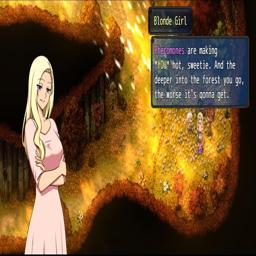 Blonde Girl
Pheromones are making
"YOU" hot, sweetie. And the
deeper into the forest you go,
the worse it's gonna get.